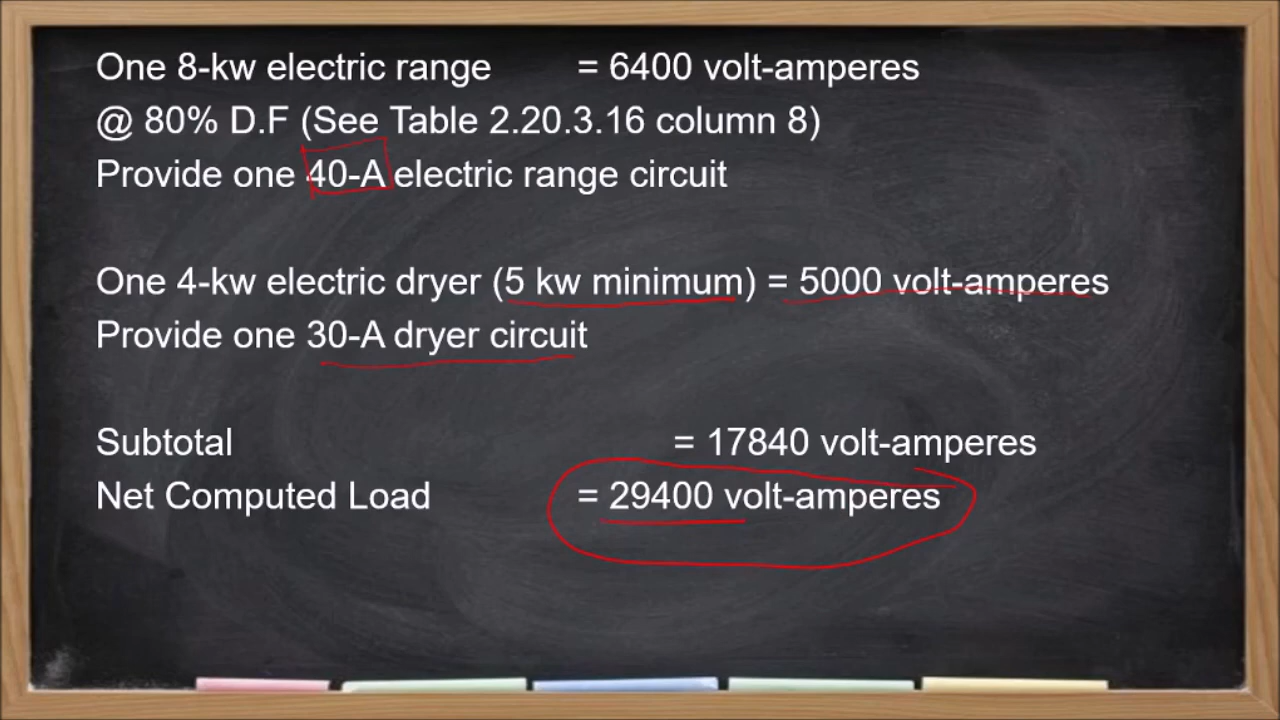 One 8-kw electric range = 6400 volt-amperes
@ 80% D.F (See Table 2.20.3.16 column 8)
Provide one 40-A electric range circuit
One 4-kw electric dryer (5 kw minimum) = 5000 volt-amperes
Provide one 30-A dryer circuit
Subtotal = 17840 volt-amperes
Net Computed Load = 29400 volt-amperes